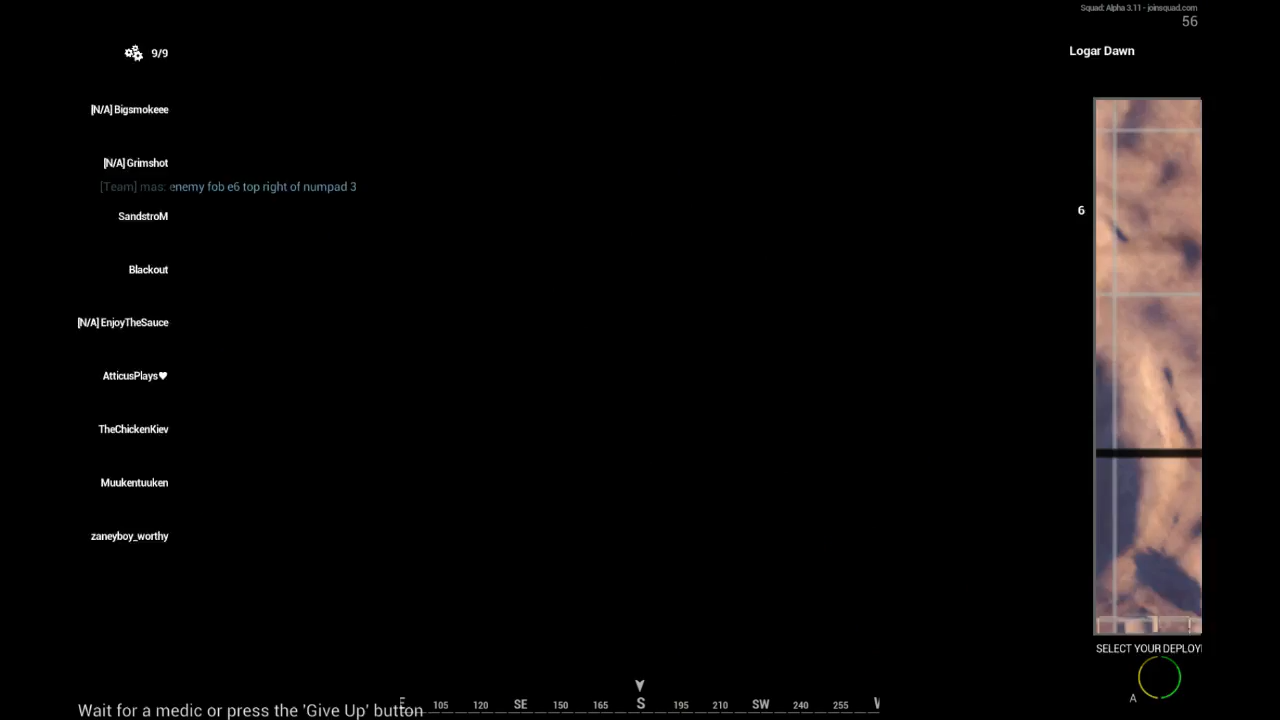 Squad: Alpha 3.11 - joinsquad.com
56
9/9
Logar Dawn
[N/A] Bigsmokeee
[N/A] Grimshot
[Team] mas: enemy fob e6 top right of numpad 3
SandstroM
6
Blackout
[N/A] EnjoyTheSauce
AtticusPlays♥
TheChickenKiev
Muukentuuken
zaneyboy_worthy
SELECT YOUR DEPLOY
A
E 105 120 SE 150 165 S 195 210 SW 240 255
Wait for a medic or press the 'Give Up' button